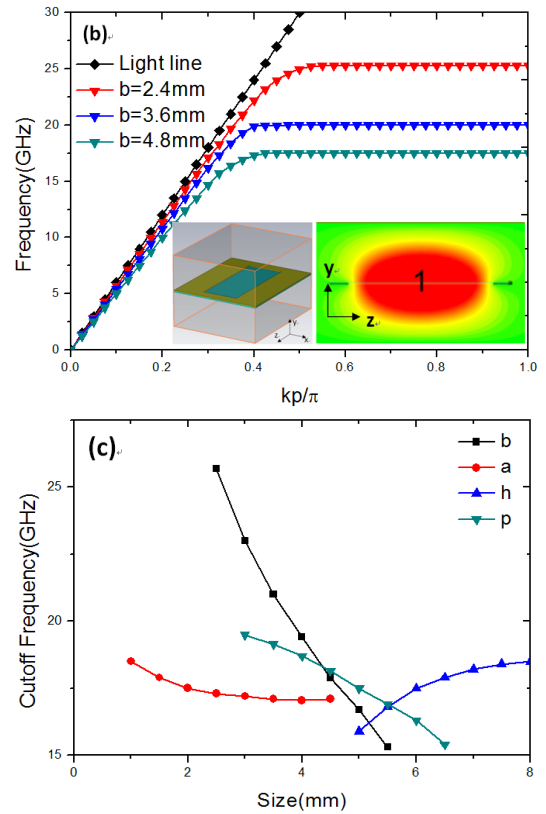 (b)
Light line
b=2.4mm
b=3.6mm
b=4.8mm
Frequency(GHz)
30
25
20
15
10
5
0
0.0 0.2 0.4 0.6 0.8 1.0
kp/π
y
z
x
1
y
z
(c)
b
a
h
p
Cutoff Frequency(GHz)
25
20
15
0 2 4 6 8
Size(mm)